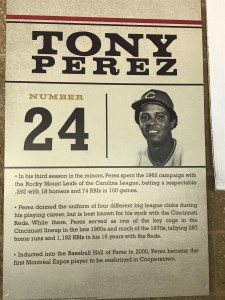 TONY
PEREZ
NUMBER
24
• In his third season in the minors, Perez spent the 1962 campaign with
the Rocky Mount Leafs of the Carolina League, batting a respectable
.292 with 18 homers and 74 RBIs in 100 games.
• Perez donned the uniform of four different big league clubs during
his playing career, but is best known for his work with the Cincinnati
Reds. While there, Perez served as one of the key cogs in the
Cincinnati lineup in the late 1960s and much of the 1970s, tallying 287
home runs and 1,192 RBIs in his 16 years with the Reds.
• Inducted into the Baseball Hall of Fame in 2000, Perez became the
first Montréal Expos player to be enshrined in Cooperstown.